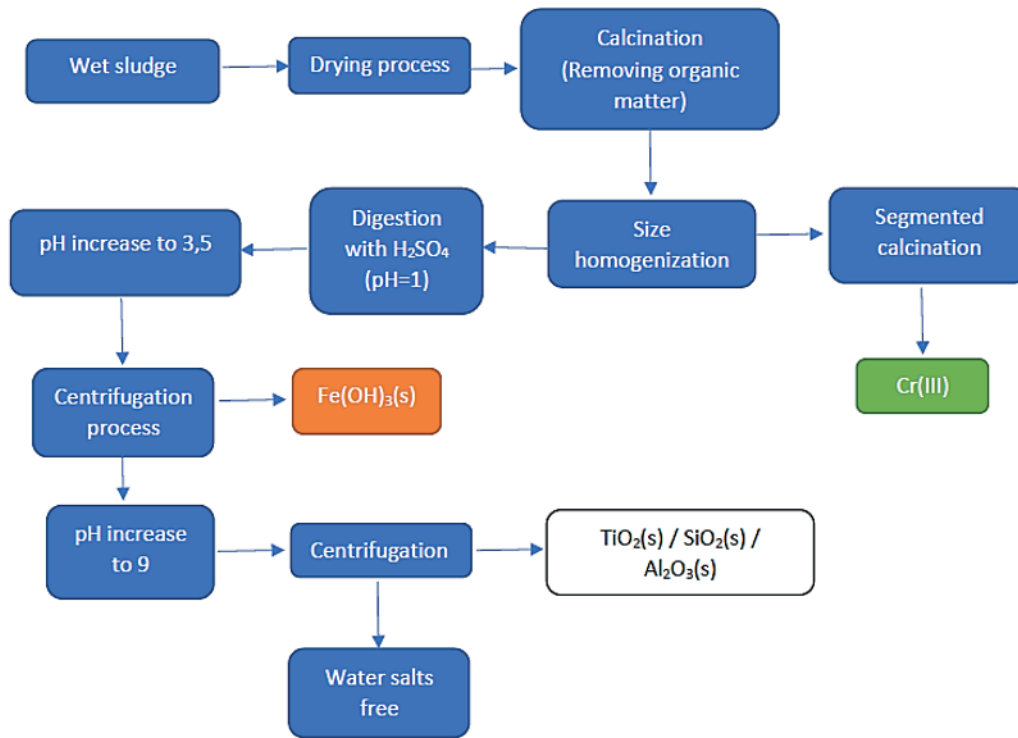 Wet sludge
Drying process
Calcination
(Removing organic
matter)
pH increase to 3,5
Digestion
with H₂SO₄
(pH=1)
Size
homogenization
Segmented
calcination
Centrifugation
process
Fe(OH)₃(s)
Cr(III)
pH increase
to 9
Centrifugation
TiO₂(s) / SiO₂(s) /
Al₂O₃(s)
Water salts
free